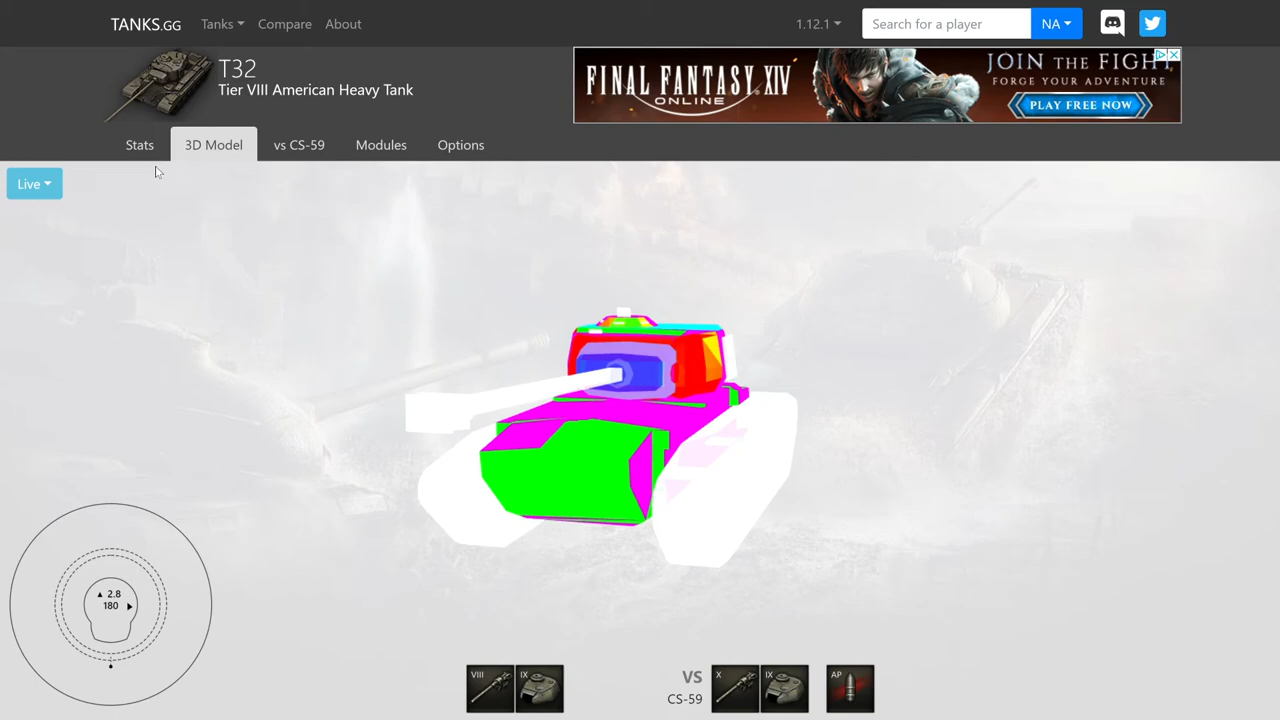 TANKS.GG Tanks Compare About 1.12.1 Search for a player NA
T32
Tier VIII American Heavy Tank
FINAL FANTASY XIV
ONLINE
JOIN THE FIGHT
FORGE YOUR ADVENTURE
PLAY FREE NOW
Stats 3D Model vs CS-59 Modules Options
Live
2.8
180
VIII IX VS X IX AP
CS-59